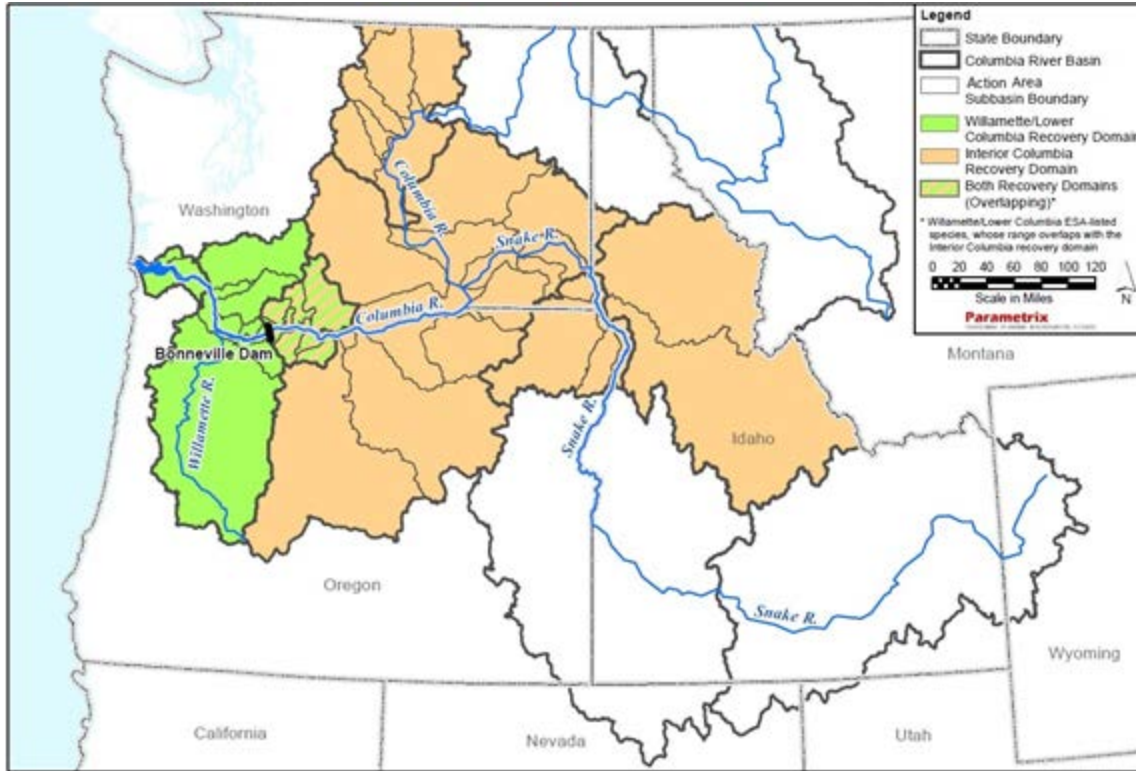 Legend
State Boundary
Columbia River Basin
Action Area
Subbasin Boundary
Willamette/Lower
Columbia Recovery Domain
Interior Columbia
Recovery Domain
Both Recovery Domains
(Overlapping)*
* Willamette/Lower Columbia ESA-listed
species, whose range overlaps with the
Interior Columbia recovery domain
0 20 40 60 80 100 120
Scale in Miles
N
Parametrix
Washington
Columbia R.
Snake R.
Columbia R.
Bonneville Dam
Willamette R.
Snake R.
Montana
Idaho
Oregon
Snake R.
Wyoming
California
Nevada
Utah